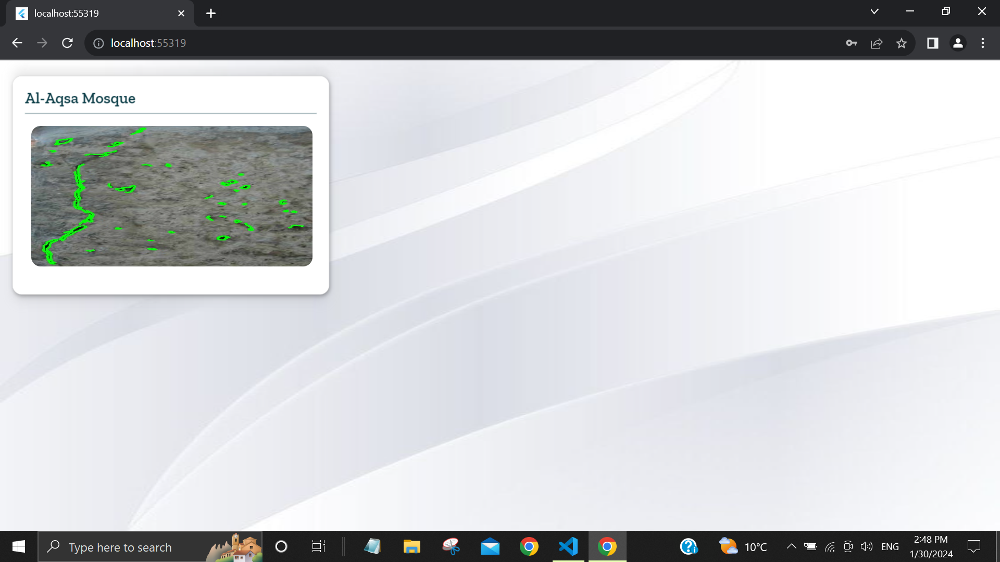 localhost:55319
localhost:55319
Al-Aqsa Mosque
Type here to search
10°C
ENG
2:48 PM
1/30/2024